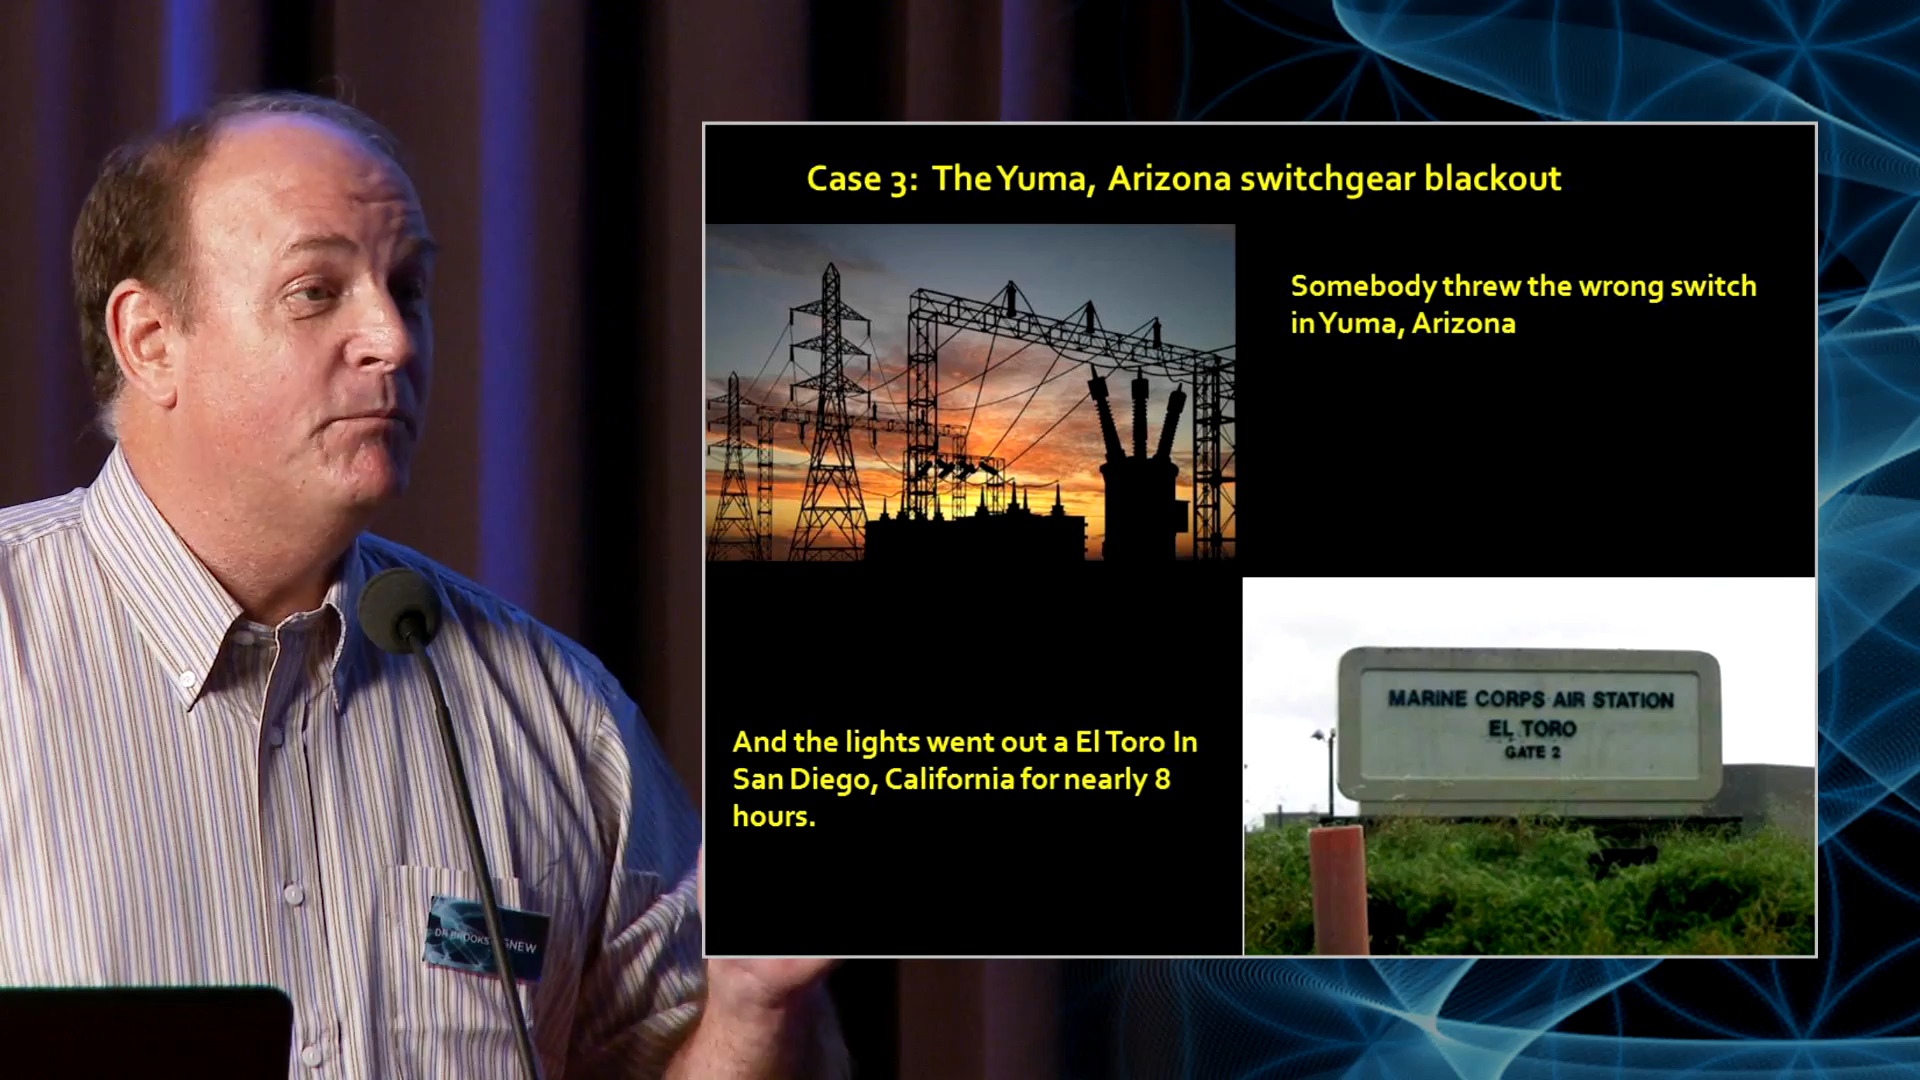 Case 3: The Yuma, Arizona switchgear blackout
Somebody threw the wrong switch
in Yuma, Arizona
And the lights went out a El Toro In
San Diego, California for nearly 8
hours.
MARINE CORPS AIR STATION
EL TORO
GATE 2
DR BROOKS